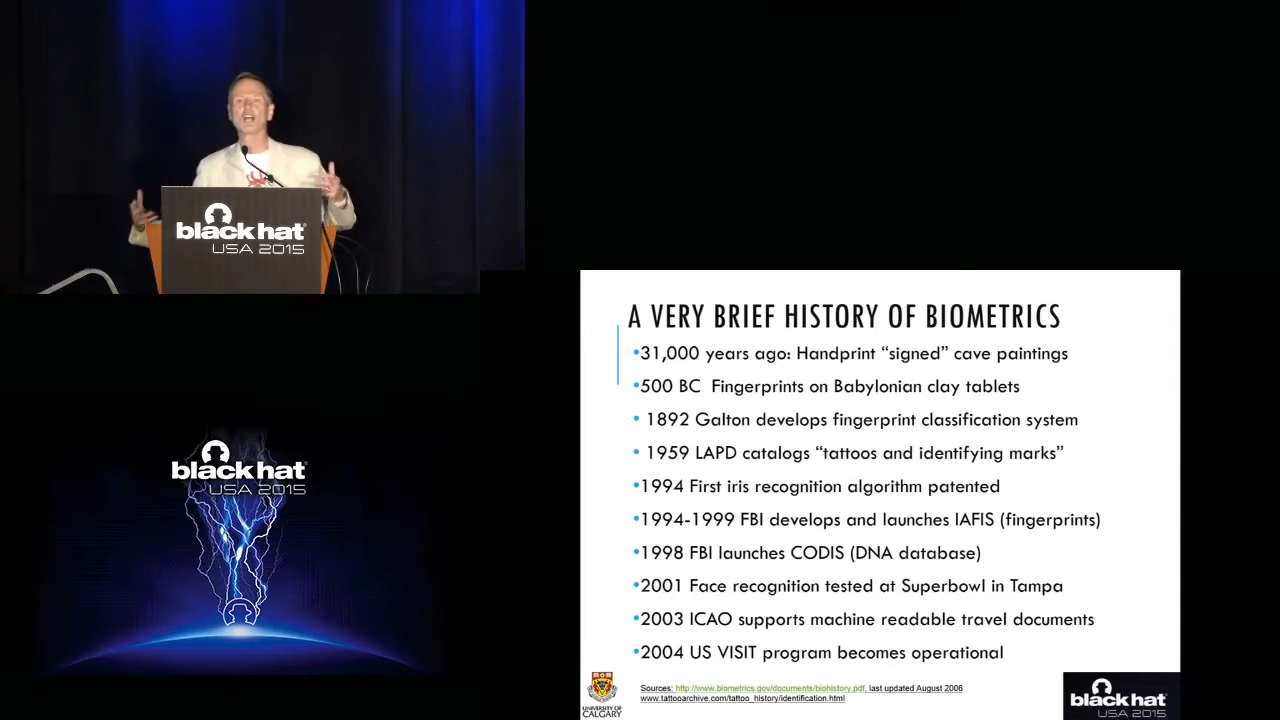 black hat
USA 2015
black hat
USA 2015
A VERY BRIEF HISTORY OF BIOMETRICS
•31,000 years ago: Handprint “signed” cave paintings
•500 BC Fingerprints on Babylonian clay tablets
• 1892 Galton develops fingerprint classification system
• 1959 LAPD catalogs “tattoos and identifying marks”
•1994 First iris recognition algorithm patented
•1994-1999 FBI develops and launches IAFIS (fingerprints)
•1998 FBI launches CODIS (DNA database)
•2001 Face recognition tested at Superbowl in Tampa
•2003 ICAO supports machine readable travel documents
•2004 US VISIT program becomes operational
Sources: http://www.biometrics.gov/documents/biohistory.pdf, last updated August 2006
www.tattooarchive.com/tattoo_history/identification.html
UNIVERSITY OF
CALGARY
black hat
USA 2015